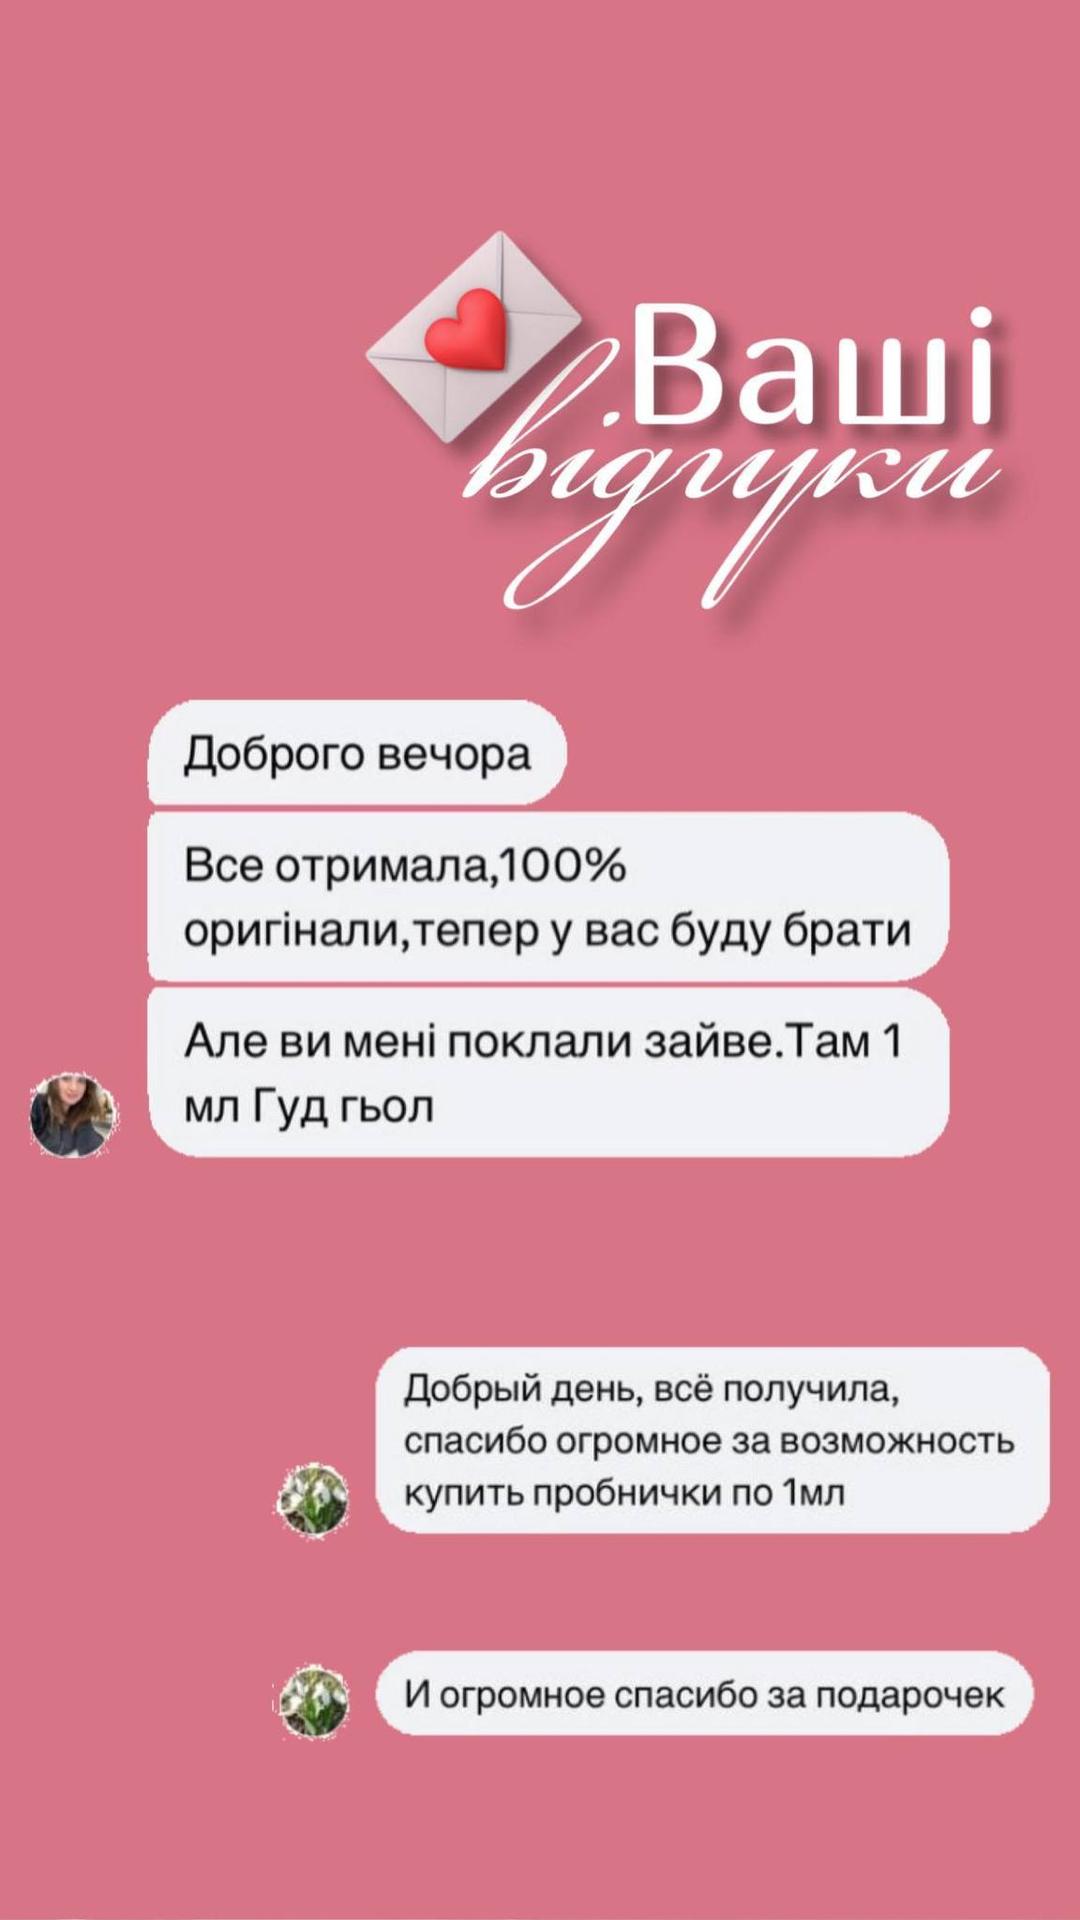 Ваші
відгуки
Доброго вечора
Все отримала,100%
оригінали,тепер у вас буду брати
Але ви мені поклали зайве.Там 1
мл Гуд гьол
Добрый день, всё получила,
спасибо огромное за возможность
купить пробнички по 1мл
И огромное спасибо за подарочек